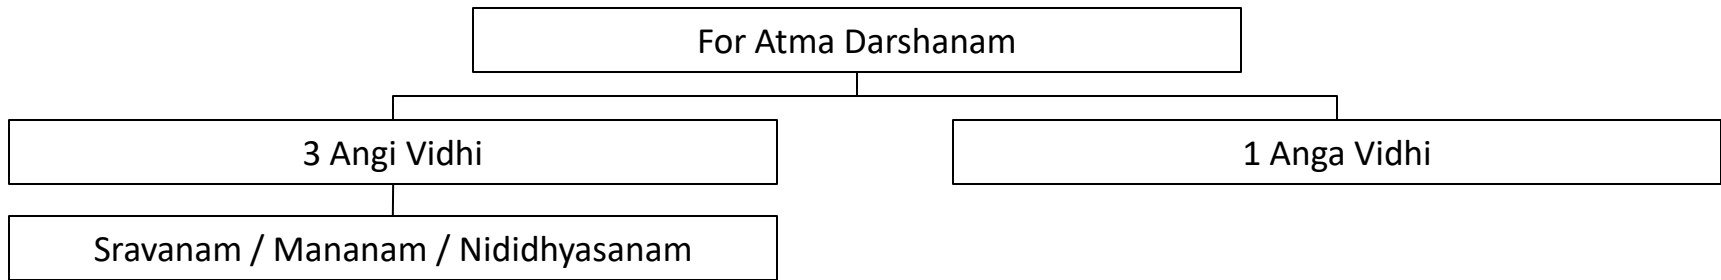 For Atma Darshanam
3 Angi Vidhi
1 Anga Vidhi
Sravanam / Mananam / Nididhyasanam